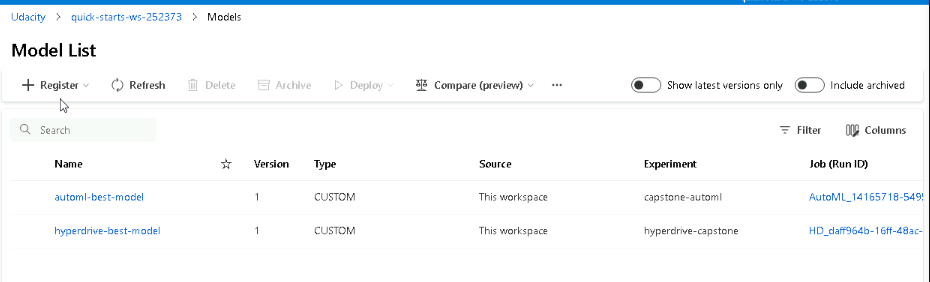 Udacity > quick-starts-ws-252373 > Models
Model List
+ Register Refresh Delete Archive Deploy Compare (preview) ...
Show latest versions only Include archived
Search Filter Columns
Name Version Type Source Experiment Job (Run ID)
automl-best-model 1 CUSTOM This workspace capstone-automl AutoML_14165718-5495
hyperdrive-best-model 1 CUSTOM This workspace hyperdrive-capstone HD_daff964b-16ff-48ac-